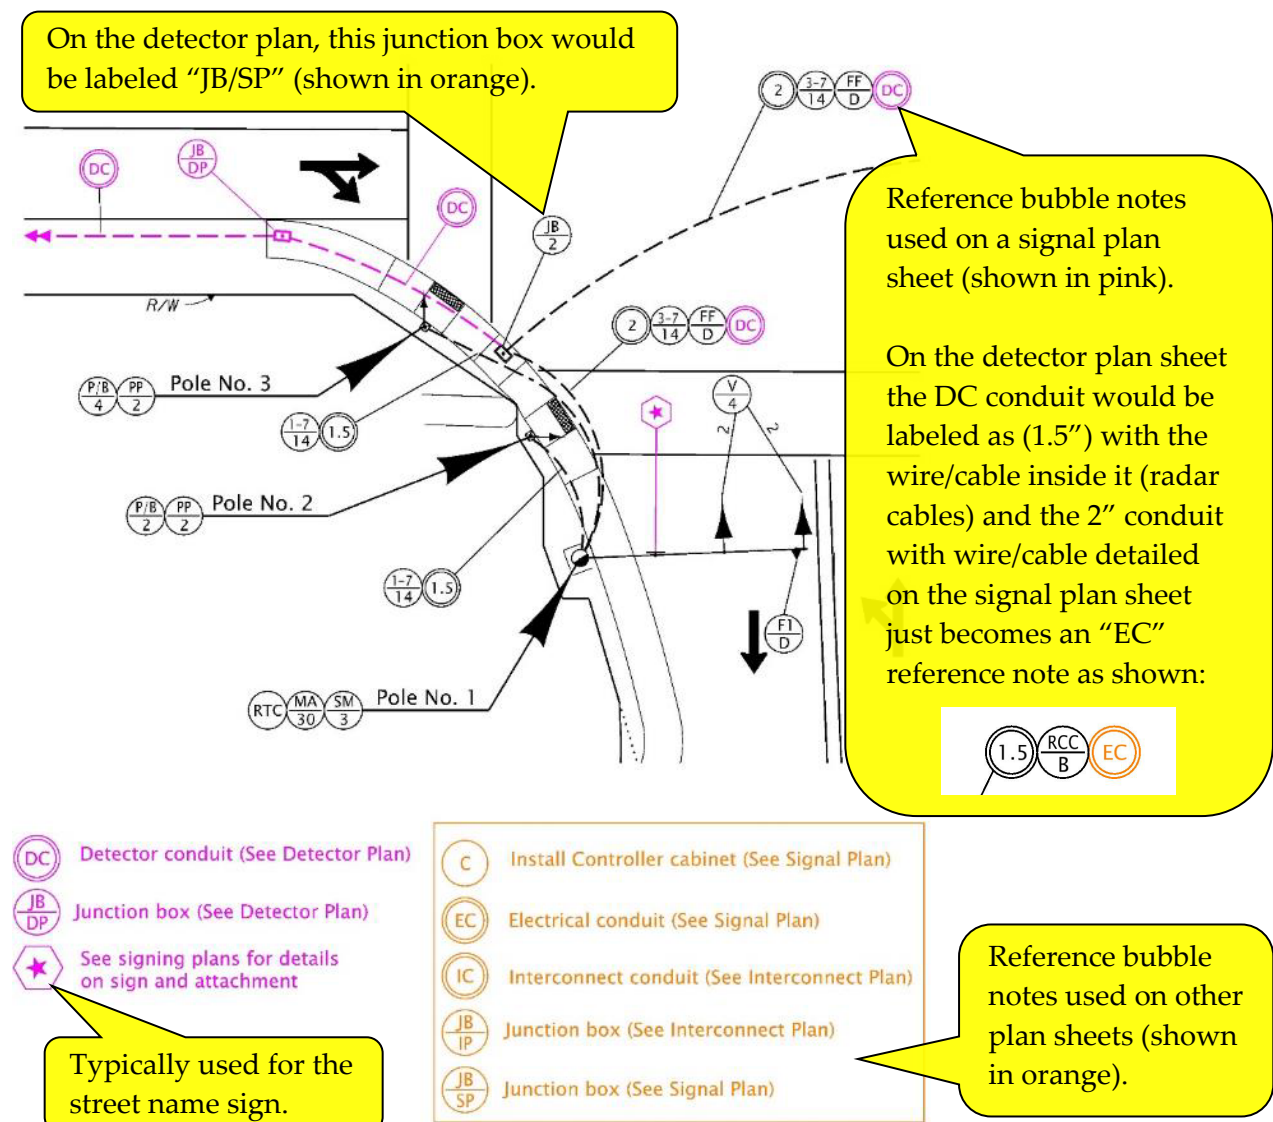 On the detector plan, this junction box would
be labeled “JB/SP” (shown in orange).
2 3-7/14 FF/D DC
DC
JB/DP
DC
JB/2
Reference bubble notes
used on a signal plan
sheet (shown in pink).
On the detector plan sheet
the DC conduit would be
labeled as (1.5”) with the
wire/cable inside it (radar
cables) and the 2” conduit
with wire/cable detailed
on the signal plan sheet
just becomes an “EC”
reference note as shown:
1.5 RCC/B EC
R/W
2 3-7/14 FF/D DC
P/B/4 PP/2 Pole No. 3
V/4
2 2
1-7/14 1.5
P/B/2 PP/2 Pole No. 2
1-7/14 1.5
F1/D
RTC MA/30 SM/3 Pole No. 1
DC Detector conduit (See Detector Plan)
JB/DP Junction box (See Detector Plan)
See signing plans for details
on sign and attachment
Typically used for the
street name sign.
C Install Controller cabinet (See Signal Plan)
EC Electrical conduit (See Signal Plan)
IC Interconnect conduit (See Interconnect Plan)
JB/IP Junction box (See Interconnect Plan)
JB/SP Junction box (See Signal Plan)
Reference bubble
notes used on other
plan sheets (shown
in orange).